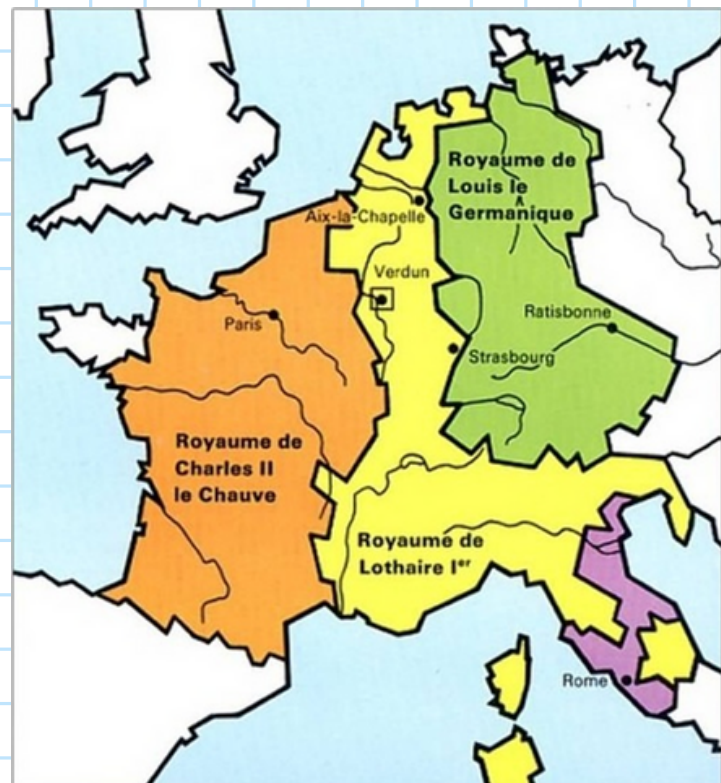 Royaume de
Louis le
Germanique
Aix-la-Chapelle
Verdun
Ratisbonne
Paris
Strasbourg
Royaume de
Charles II
le Chauve
Royaume de
Lothaire Iᵉʳ
Rome